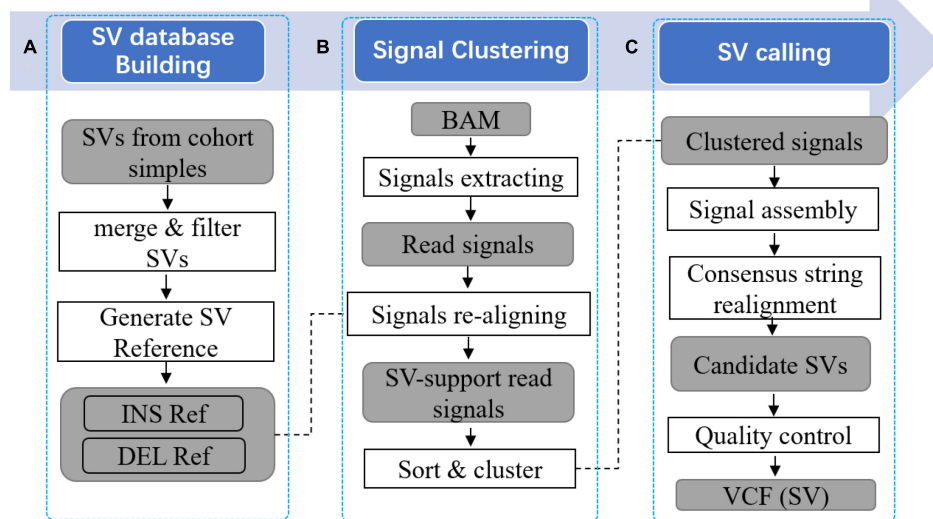 A
SV database
Building
SVs from cohort
simples
merge & filter
SVs
Generate SV
Reference
INS Ref
DEL Ref
B
Signal Clustering
BAM
Signals extracting
Read signals
Signals re-aligning
SV-support read
signals
Sort & cluster
C
SV calling
Clustered signals
Signal assembly
Consensus string
realignment
Candidate SVs
Quality control
VCF (SV)